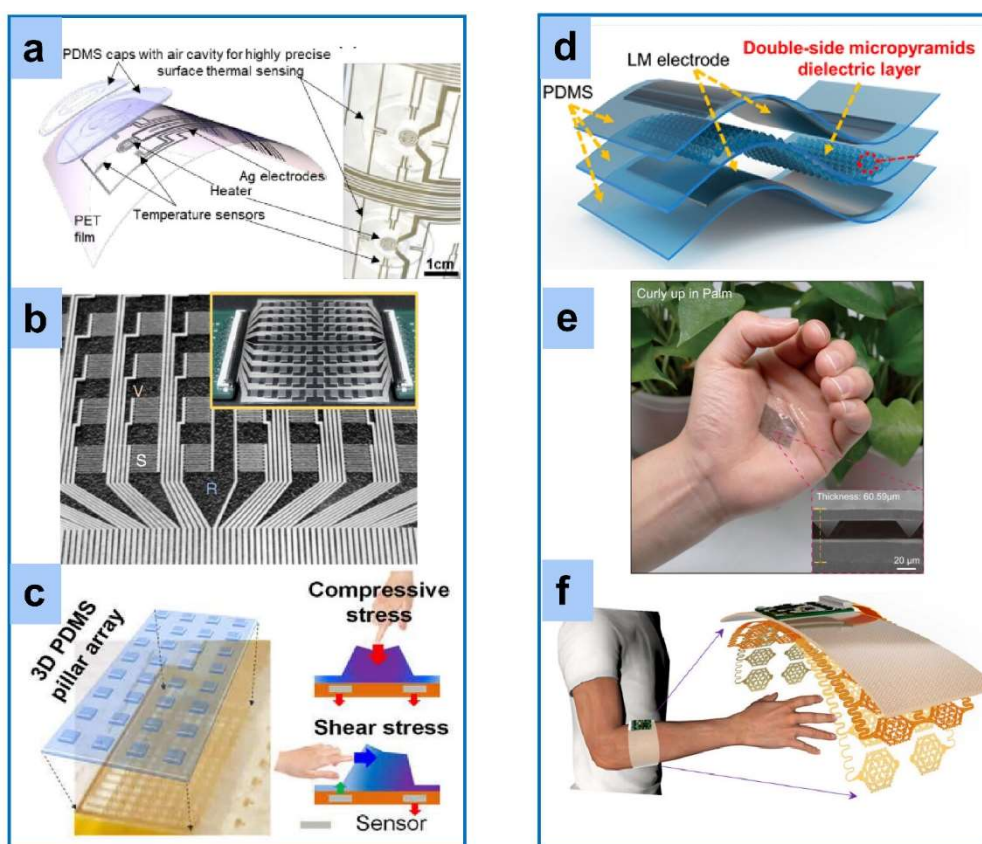 a
PDMS caps with air cavity for highly precise
surface thermal sensing
Ag electrodes
Heater
Temperature sensors
PET
film
1cm
b
V
S
R
c
3D PDMS
pillar array
Compressive
stress
Shear stress
Sensor
d
LM electrode
Double-side micropyramids
dielectric layer
PDMS
e
Curly up in Palm
Thickness: 60.59μm
20 μm
f